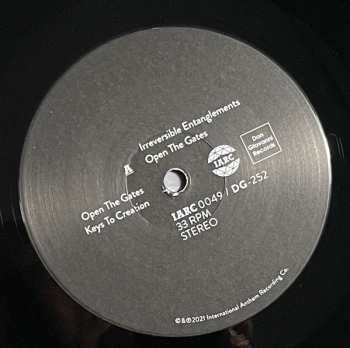 Irreversible Entanglements
Open The Gates
A
IARC
Don
Giovanni
Records
Open The Gates
Keys To Creation
IARC 0049 / DG-252
33 RPM
STEREO
©&℗2021 International Anthem Recording Co.